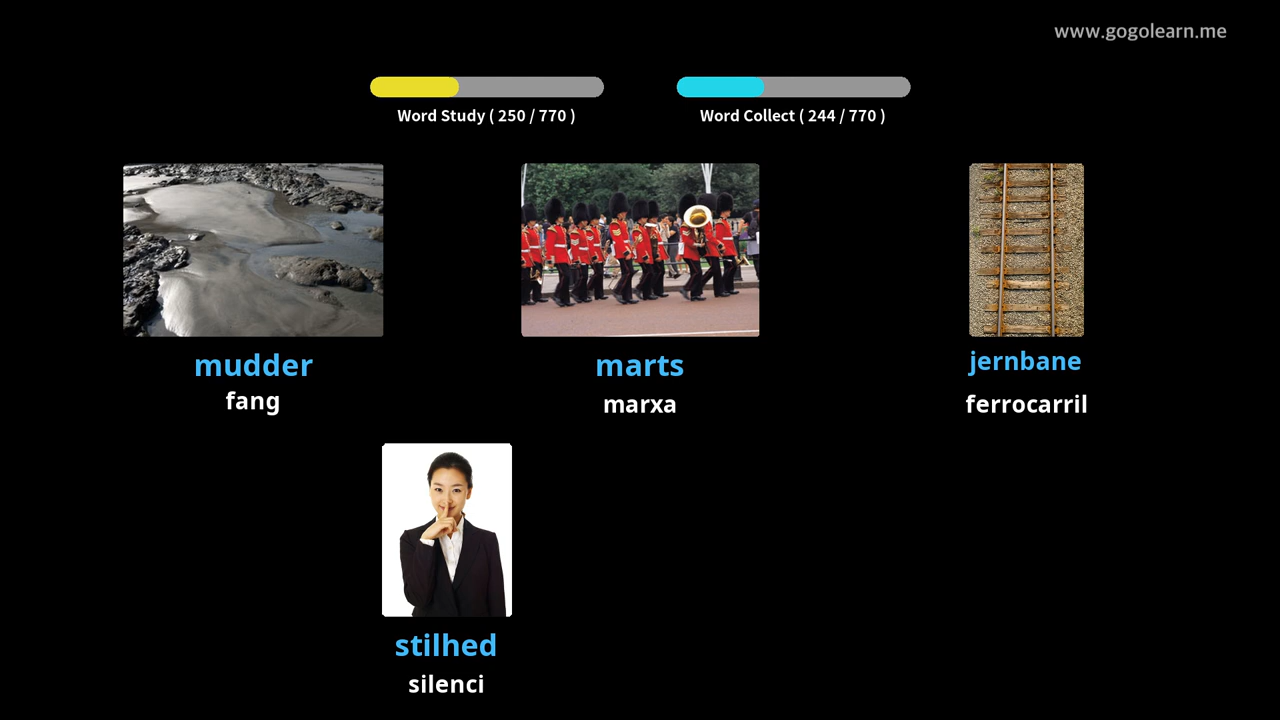 www.gogolearn.me
Word Study ( 250 / 770 )
Word Collect ( 244 / 770 )
mudder
fang
marts
marxa
jernbane
ferrocarril
stilhed
silenci